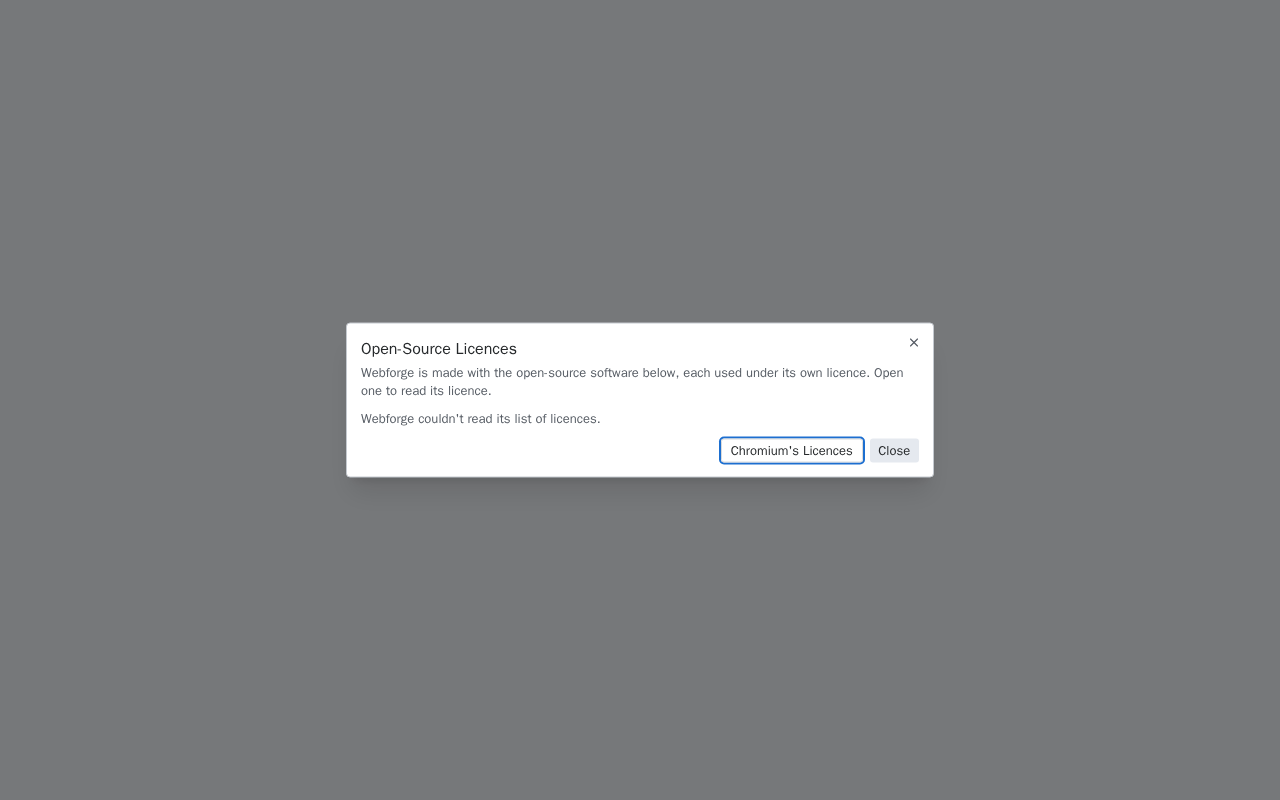 Open-Source Licences
Webforge is made with the open-source software below, each used under its own licence. Open
one to read its licence.
Webforge couldn't read its list of licences.
Chromium's Licences
Close